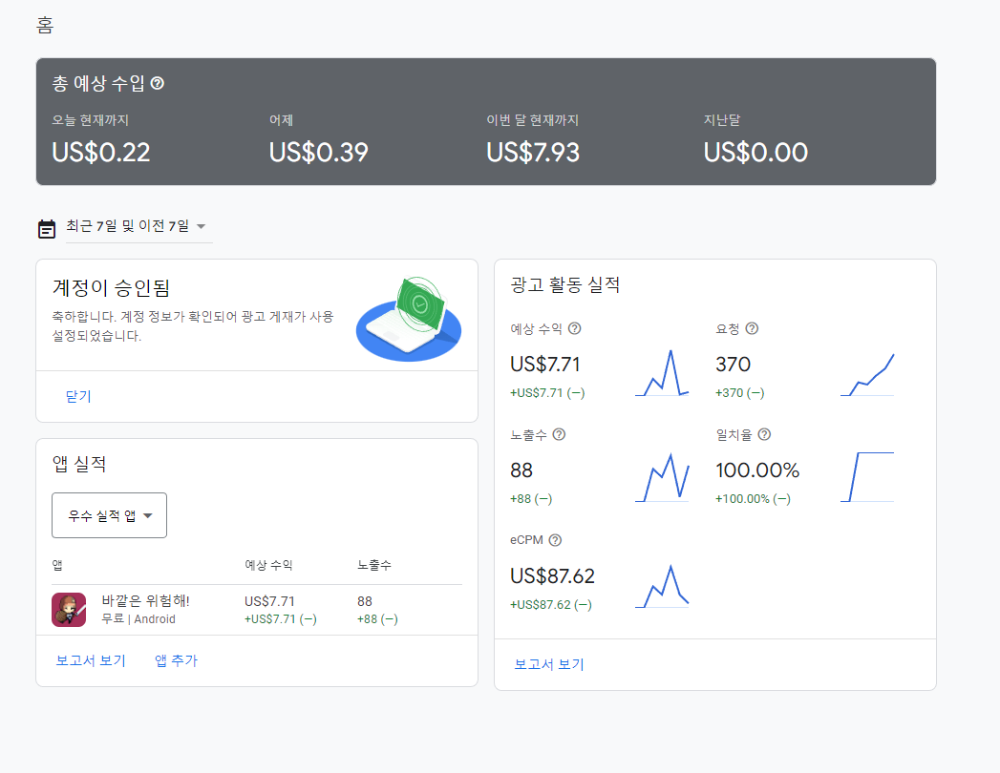 홈
총 예상 수입
오늘 현재까지
US$0.22
어제
US$0.39
이번 달 현재까지
US$7.93
지난달
US$0.00
최근 7일 및 이전 7일
계정이 승인됨
축하합니다. 계정 정보가 확인되어 광고 게재가 사용
설정되었습니다.
닫기
앱 실적
우수 실적 앱
앱 예상 수익 노출수
바깥은 위험해! US$7.71 88
무료 | Android +US$7.71 (—) +88 (—)
보고서 보기 앱 추가
광고 활동 실적
예상 수익
US$7.71
+US$7.71 (—)
요청
370
+370 (—)
노출수
88
+88 (—)
일치율
100.00%
+100.00% (—)
eCPM
US$87.62
+US$87.62 (—)
보고서 보기